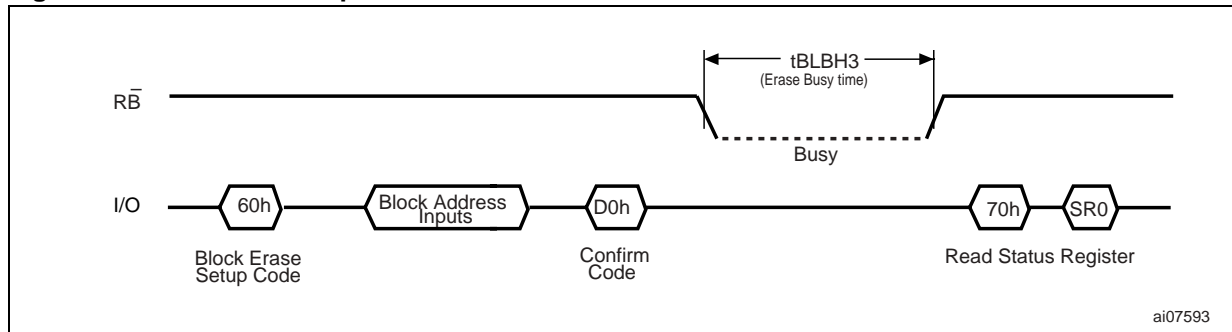 tBLBH3
(Erase Busy time)
RB̅
Busy
I/O
60h
Block Address
Inputs
D0h
70h
SR0
Block Erase
Setup Code
Confirm
Code
Read Status Register
ai07593